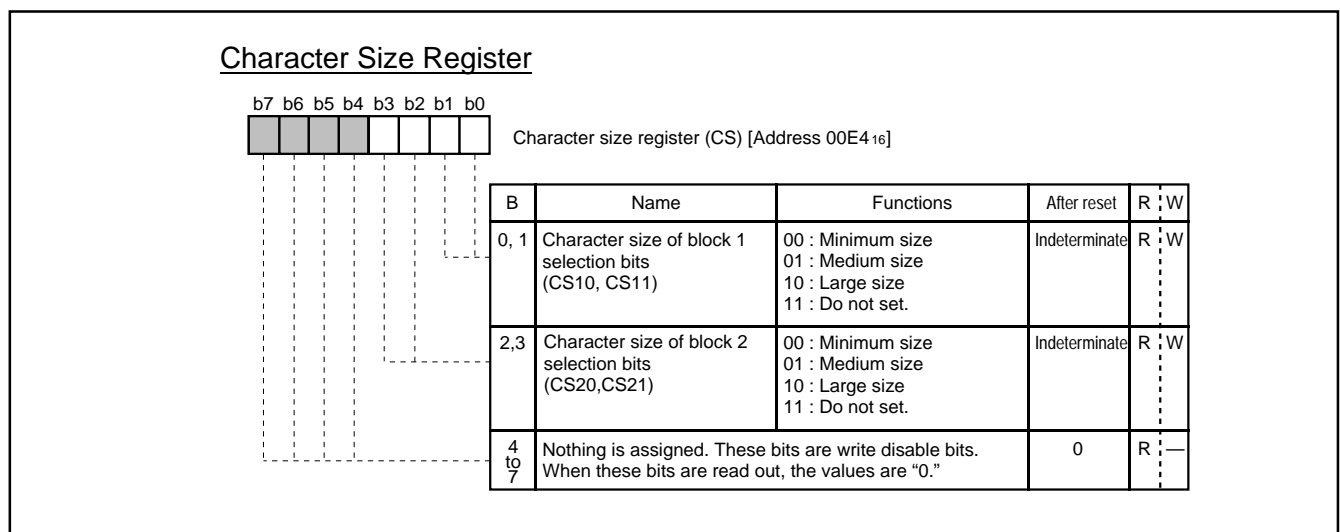 Character Size Register
b7 b6 b5 b4 b3 b2 b1 b0
Character size register (CS) [Address 00E4 16]
B Name Functions After reset R W
0, 1 Character size of block 1 selection bits (CS10, CS11) 00 : Minimum size Indeterminate R W
01 : Medium size
10 : Large size
11 : Do not set.
2,3 Character size of block 2 selection bits (CS20,CS21) 00 : Minimum size Indeterminate R W
01 : Medium size
10 : Large size
11 : Do not set.
4 to 7 Nothing is assigned. These bits are write disable bits. 0 R —
When these bits are read out, the values are “0.”